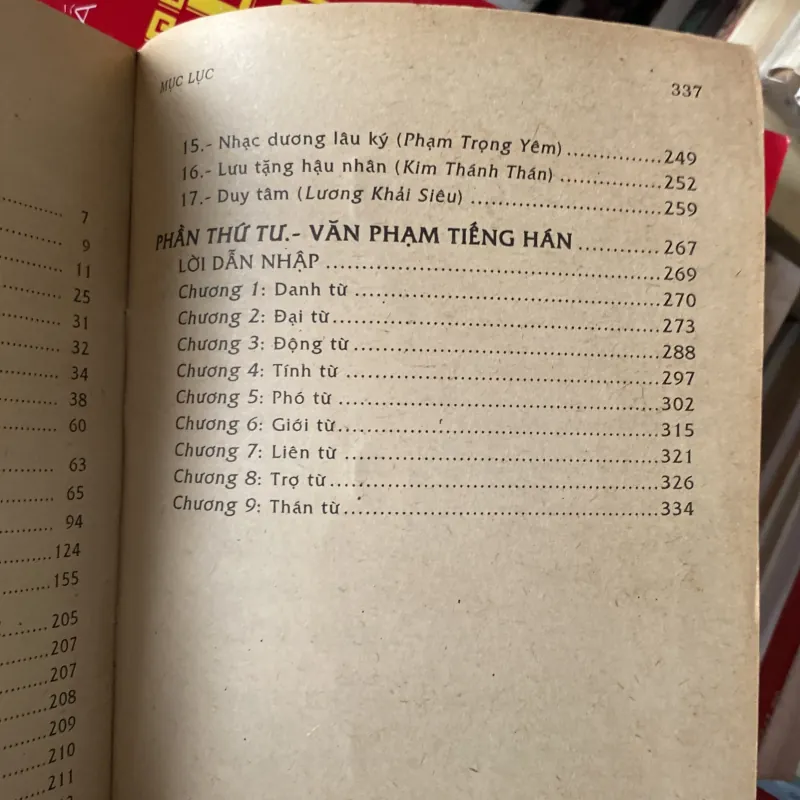 7
9
11
25
31
32
34
38
60
63
65
94
124
155
205
207
207
208
209
210
211
MỤC LỤC 337
15.- Nhạc dương lâu ký (Phạm Trọng Yêm)..............249
16.- Lưu tặng hậu nhân (Kim Thánh Thán) ..............252
17.- Duy tâm (Lương Khải Siêu) ..........................259
PHẦN THỨ TƯ.- VĂN PHẠM TIẾNG HÁN ............267
LỜI DẪN NHẬP ..............................................269
Chương 1: Danh từ ..........................................270
Chương 2: Đại từ.............................................273
Chương 3: Động từ...........................................288
Chương 4: Tính từ ...........................................297
Chương 5: Phó từ ............................................302
Chương 6: Giới từ............................................315
Chương 7: Liên từ ...........................................321
Chương 8: Trợ từ.............................................326
Chương 9: Thán từ...........................................334